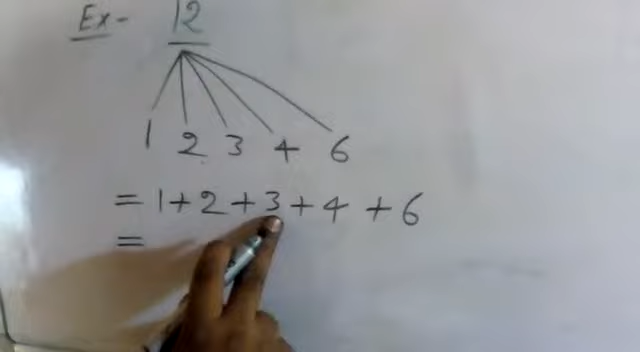 Ex- 12
1 2 3 4 6
= 1+2+3+4+6
=